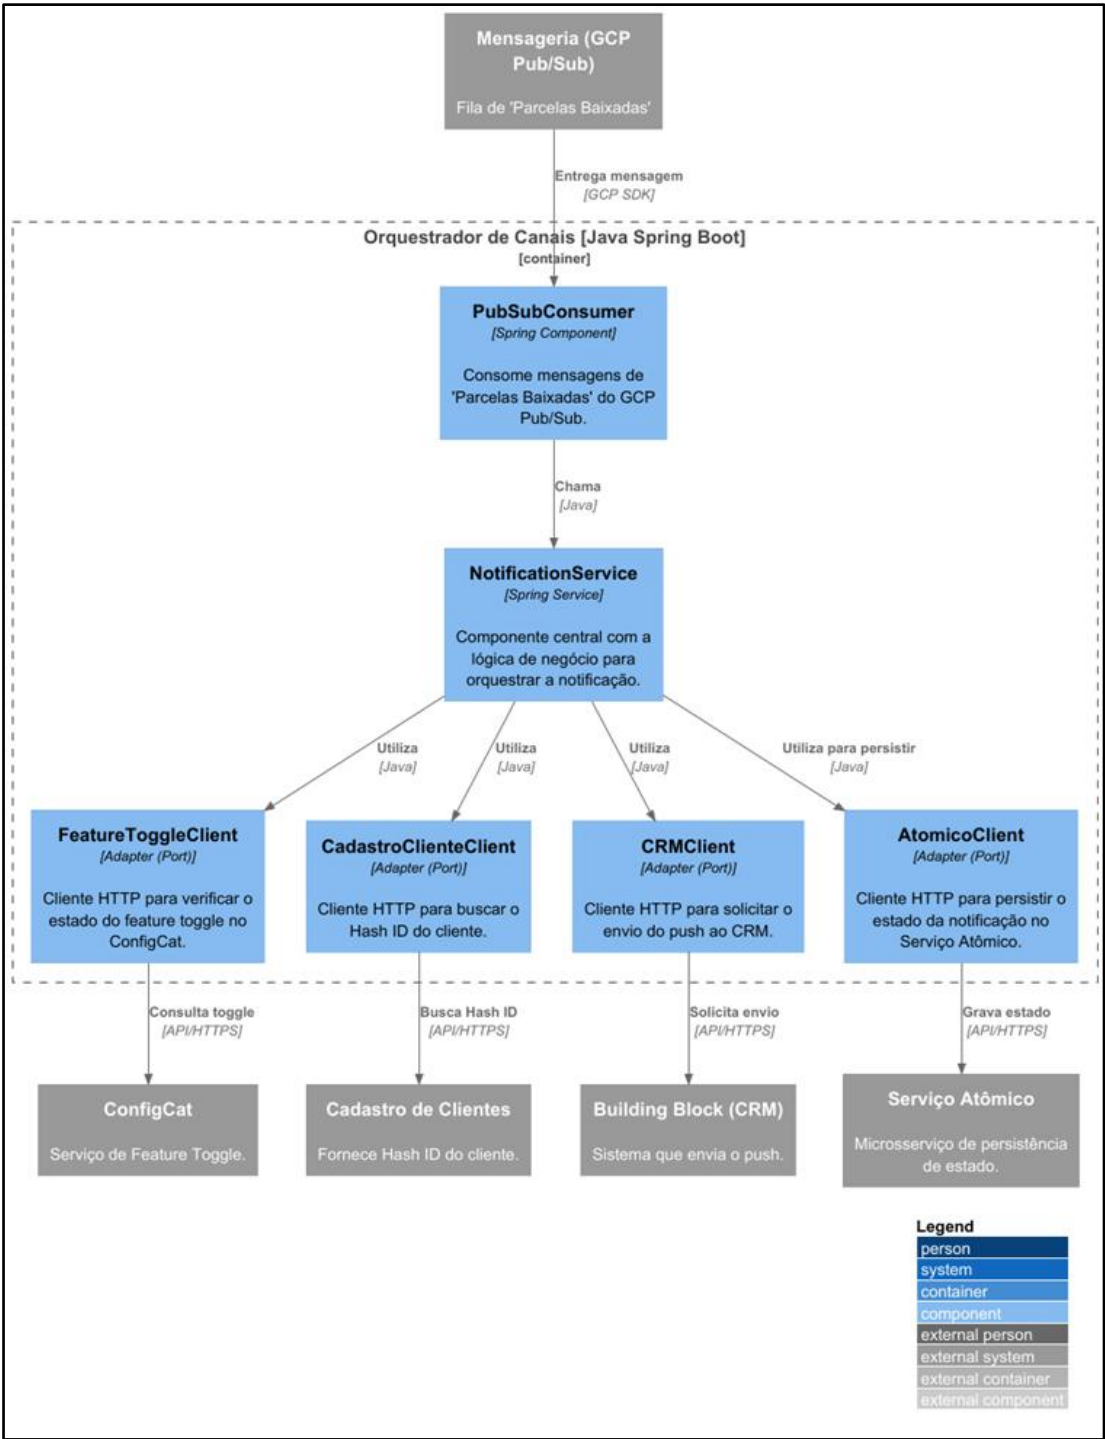 Mensageria (GCP
Pub/Sub)
Fila de 'Parcelas Baixadas'
Entrega mensagem
[GCP SDK]
Orquestrador de Canais [Java Spring Boot]
[container]
PubSubConsumer
[Spring Component]
Consome mensagens de
'Parcelas Baixadas' do GCP
Pub/Sub.
Chama
[Java]
NotificationService
[Spring Service]
Componente central com a
lógica de negócio para
orquestrar a notificação.
Utiliza
[Java]
Utiliza
[Java]
Utiliza
[Java]
Utiliza para persistir
[Java]
FeatureToggleClient
[Adapter (Port)]
Cliente HTTP para verificar o
estado do feature toggle no
ConfigCat.
CadastroClienteClient
[Adapter (Port)]
Cliente HTTP para buscar o
Hash ID do cliente.
CRMClient
[Adapter (Port)]
Cliente HTTP para solicitar o
envio do push ao CRM.
AtomicoClient
[Adapter (Port)]
Cliente HTTP para persistir o
estado da notificação no
Serviço Atômico.
Consulta toggle
[API/HTTPS]
Busca Hash ID
[API/HTTPS]
Solicita envio
[API/HTTPS]
Grava estado
[API/HTTPS]
ConfigCat
Serviço de Feature Toggle.
Cadastro de Clientes
Fornece Hash ID do cliente.
Building Block (CRM)
Sistema que envia o push.
Serviço Atômico
Microsserviço de persistência
de estado.
Legend
person
system
container
component
external person
external system
external container
external component